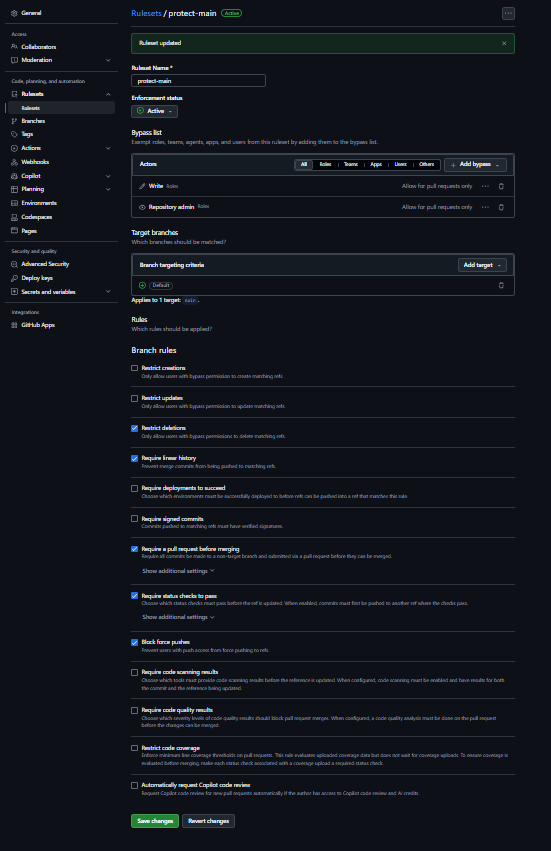 General
Access
Collaborators
Moderation
Code, planning, and automation
Rulesets
Rulesets
Branches
Tags
Actions
Webhooks
Copilot
Planning
Environments
Codespaces
Pages
Security and quality
Advanced Security
Deploy keys
Secrets and variables
Integrations
GitHub Apps
Rulesets / protect-main Active
Ruleset updated
Ruleset Name *
protect-main
Enforcement status
Active
Bypass list
Exempt roles, teams, agents, apps, and users from this ruleset by adding them to the bypass list.
Actors All Roles Teams Apps Users Others Add bypass
Write Roles Allow for pull requests only
Repository admin Roles Allow for pull requests only
Target branches
Which branches should be matched?
Branch targeting criteria Add target
Default
Applies to 1 target: main.
Rules
Which rules should be applied?
Branch rules
Restrict creations
Only allow users with bypass permission to create matching refs.
Restrict updates
Only allow users with bypass permission to update matching refs.
Restrict deletions
Only allow users with bypass permissions to delete matching refs.
Require linear history
Prevent merge commits from being pushed to matching refs.
Require deployments to succeed
Choose which environments must be successfully deployed to before refs can be pushed into a ref that matches this rule.
Require signed commits
Commits pushed to matching refs must have verified signatures.
Require a pull request before merging
Require all commits be made to a non-target branch and submitted via a pull request before they can be merged.
Show additional settings
Require status checks to pass
Choose which status checks must pass before the ref is updated. When enabled, commits must first be pushed to another ref where the checks pass.
Show additional settings
Block force pushes
Prevent users with push access from force pushing to refs.
Require code scanning results
Choose which tools must provide code scanning results before the reference is updated. When configured, code scanning must be enabled and have results for both
the commit and the reference being updated.
Require code quality results
Choose which severity levels of code quality results should block pull request merges. When configured, a code quality analysis must be done on the pull request
before the changes can be merged.
Restrict code coverage
Enforce minimum line coverage thresholds on pull requests. This rule evaluates uploaded coverage data but does not wait for coverage uploads. To ensure coverage is
evaluated before merging, make each status check associated with a coverage upload a required status check.
Automatically request Copilot code review
Request Copilot code review for new pull requests automatically if the author has access to Copilot code review and AI credits.
Save changes Revert changes